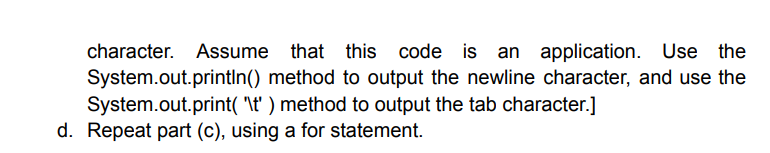 character. Assume that this code is an application. Use the
System.out.println() method to output the newline character, and use the
System.out.print( '\t' ) method to output the tab character.]
d. Repeat part (c), using a for statement.